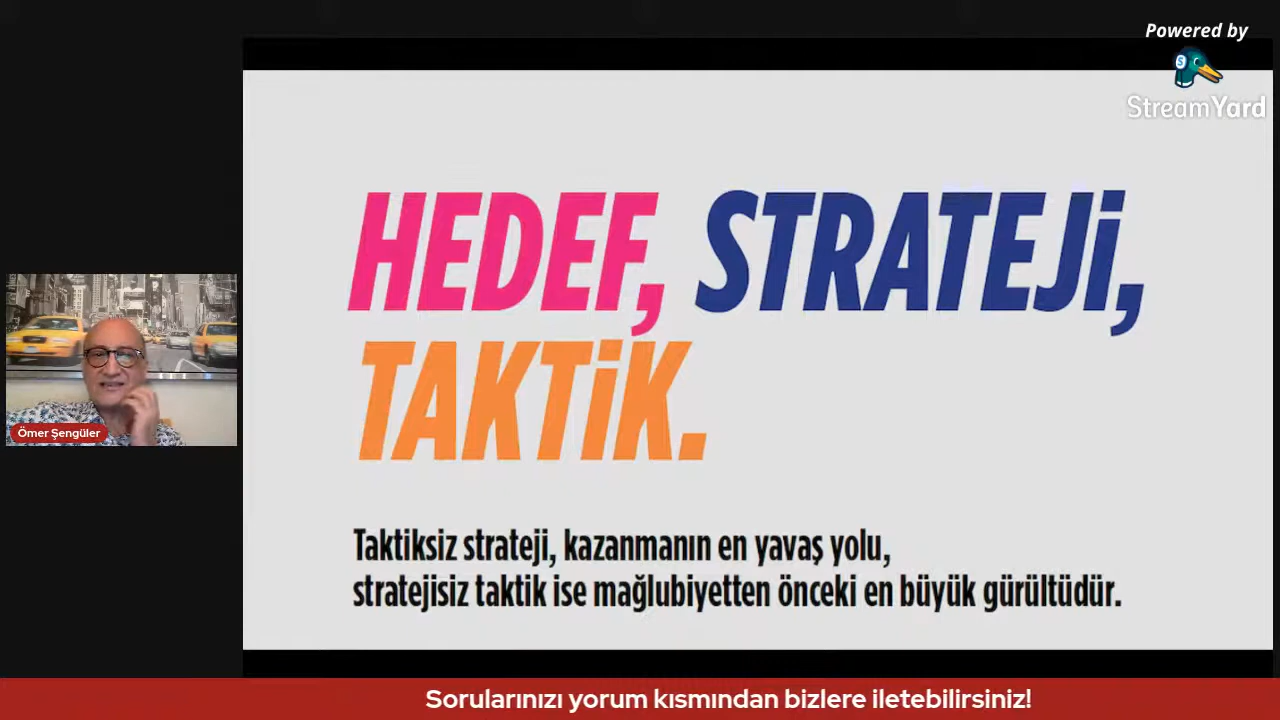 Powered by
StreamYard
HEDEF, STRATEJİ,
TAKTİK.
Taktiksiz strateji, kazanmanın en yavaş yolu,
stratejisiz taktik ise mağlubiyetten önceki en büyük gürültüdür.
Ömer Şengüler
Sorularınızı yorum kısmından bizlere iletebilirsiniz!